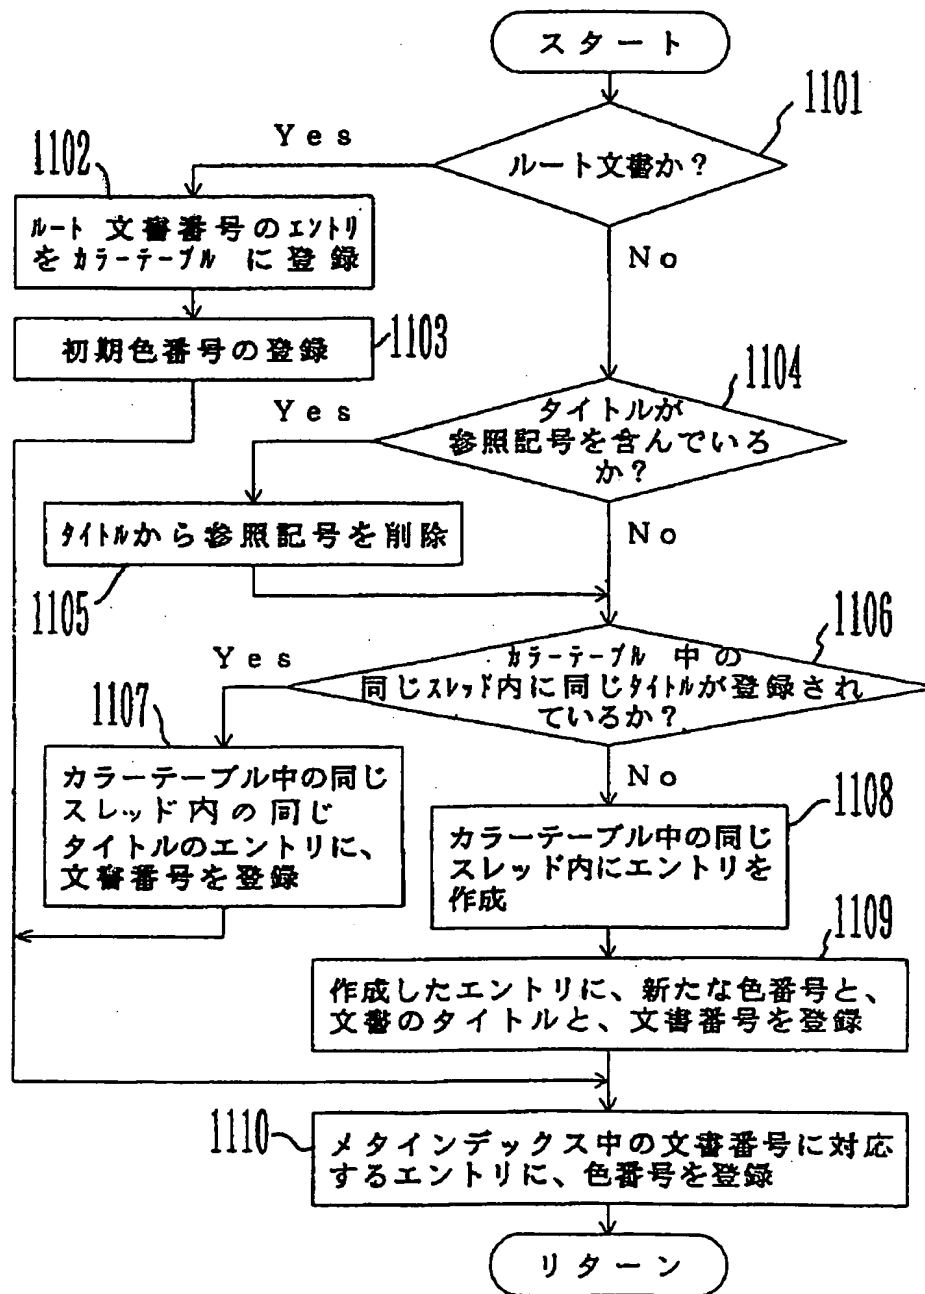 スタート
1101
Yes
ルート文書か?
1102
ルート 文書番号のエントリ
をカラーテーブル に登録
No
初期色番号の登録
1103
1104
Yes
タイトルが
参照記号を含んでいる
か?
タイトルから参照記号を削除
No
1105
1106
Yes
カラーテーブル 中の
同じスレッド内に同じタイトルが登録され
ているか?
1107
No
1108
カラーテーブル中の同じ
スレッド内の同じ
タイトルのエントリに、
文書番号を登録
カラーテーブル中の同じ
スレッド内にエントリを
作成
1109
作成したエントリに、新たな色番号と、
文書のタイトルと、文書番号を登録
1110
メタインデックス中の文書番号に対応
するエントリに、色番号を登録
リターン